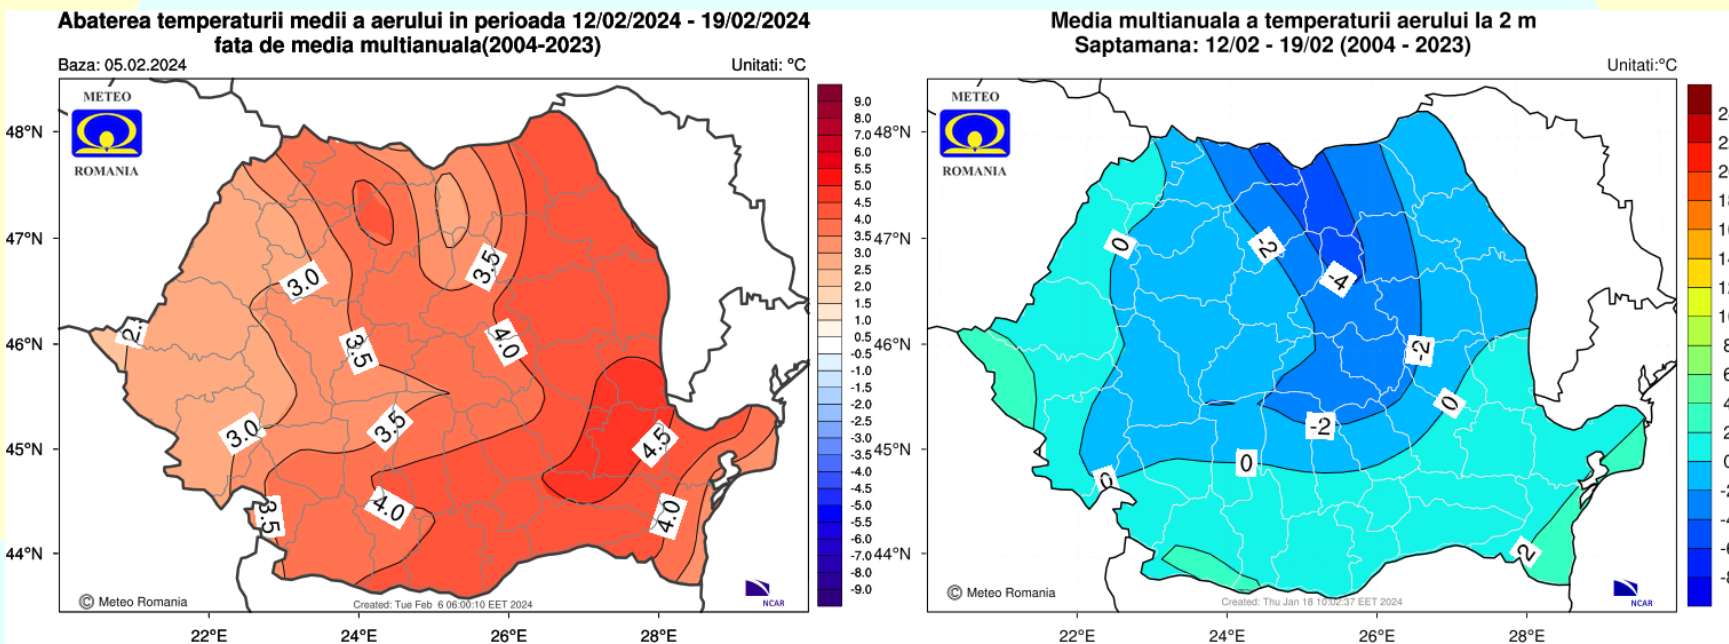 Abaterea temperaturii medii a aerului in perioada 12/02/2024 - 19/02/2024
fata de media multianuala(2004-2023)
Baza: 05.02.2024
Unitati: °C
METEO
ROMANIA
48°N
47°N
46°N
45°N
44°N
22°E
24°E
26°E
28°E
3.0
3.5
2.
3.5
4.0
3.0
3.5
4.5
3.5
4.0
4.0
9.0
8.0
7.0
6.0
5.5
5.0
4.5
4.0
3.5
3.0
2.5
2.0
1.5
1.0
0.5
-0.5
-1.0
-1.5
-2.0
-2.5
-3.0
-3.5
-4.0
-4.5
-5.0
-5.5
-6.0
-7.0
-8.0
-9.0
© Meteo Romania
Created: Tue Feb 6 06:00:10 EET 2024
NCAR
Media multianuala a temperaturii aerului la 2 m
Saptamana: 12/02 - 19/02 (2004 - 2023)
Unitati:°C
METEO
ROMANIA
48°N
47°N
46°N
45°N
44°N
22°E
24°E
26°E
28°E
0
-2
-4
-2
0
-2
0
0
2
8
6
4
2
0
-2
-4
© Meteo Romania
Created: Thu Jan 18 10:02:37 EET 2024
NCAR